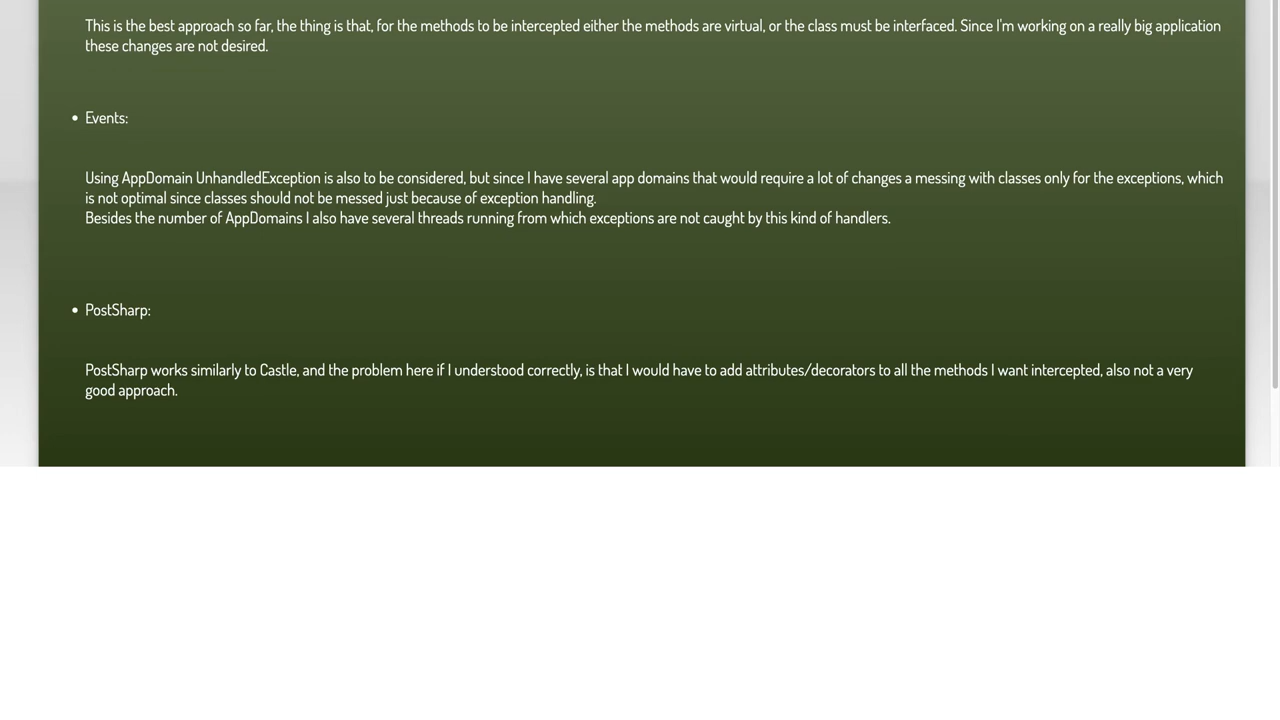 This is the best approach so far, the thing is that, for the methods to be intercepted either the methods are virtual, or the class must be interfaced. Since I'm working on a really big application
these changes are not desired.
• Events:
Using AppDomain UnhandledException is also to be considered, but since I have several app domains that would require a lot of changes a messing with classes only for the exceptions, which
is not optimal since classes should not be messed just because of exception handling.
Besides the number of AppDomains I also have several threads running from which exceptions are not caught by this kind of handlers.
• PostSharp:
PostSharp works similarly to Castle, and the problem here if I understood correctly, is that I would have to add attributes/decorators to all the methods I want intercepted, also not a very
good approach.